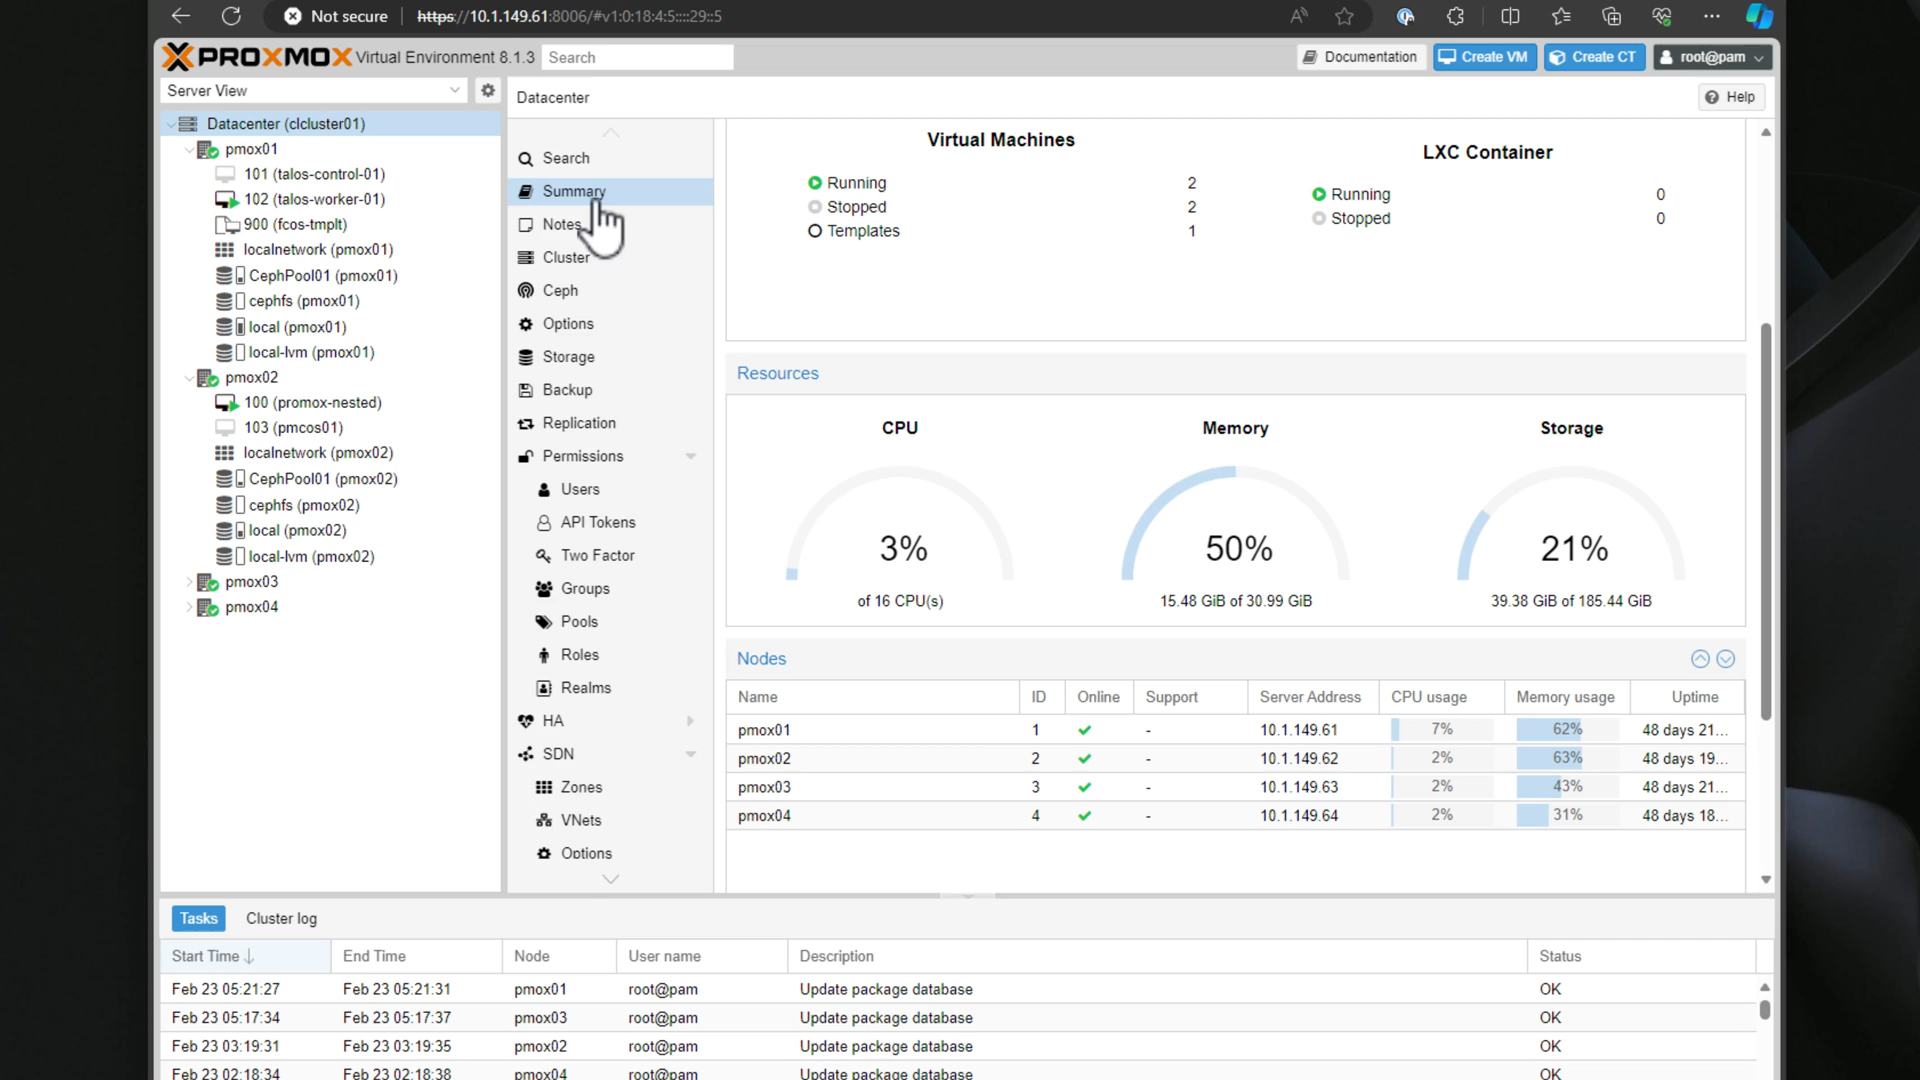 Not secure
https://10.1.149.61:8006/#v1:0:18:4:5::::29::5
PROXMOX Virtual Environment 8.1.3
Search
Documentation
Create VM
Create CT
root@pam
Server View
Datacenter
Help
Datacenter (clcluster01)
pmox01
101 (talos-control-01)
102 (talos-worker-01)
900 (fcos-tmplt)
localnetwork (pmox01)
CephPool01 (pmox01)
cephfs (pmox01)
local (pmox01)
local-lvm (pmox01)
pmox02
100 (promox-nested)
103 (pmcos01)
localnetwork (pmox02)
CephPool01 (pmox02)
cephfs (pmox02)
local (pmox02)
local-lvm (pmox02)
pmox03
pmox04
Search
Summary
Notes
Cluster
Ceph
Options
Storage
Backup
Replication
Permissions
Users
API Tokens
Two Factor
Groups
Pools
Roles
Realms
HA
SDN
Zones
VNets
Options
Virtual Machines
Running 2
Stopped 2
Templates 1
LXC Container
Running 0
Stopped 0
Resources
CPU
3%
of 16 CPU(s)
Memory
50%
15.48 GiB of 30.99 GiB
Storage
21%
39.38 GiB of 185.44 GiB
Nodes
Name ID Online Support Server Address CPU usage Memory usage Uptime
pmox01 1 - 10.1.149.61 7% 62% 48 days 21...
pmox02 2 - 10.1.149.62 2% 63% 48 days 19...
pmox03 3 - 10.1.149.63 2% 43% 48 days 21...
pmox04 4 - 10.1.149.64 2% 31% 48 days 18...
Tasks
Cluster log
Start Time End Time Node User name Description Status
Feb 23 05:21:27 Feb 23 05:21:31 pmox01 root@pam Update package database OK
Feb 23 05:17:34 Feb 23 05:17:37 pmox03 root@pam Update package database OK
Feb 23 03:19:31 Feb 23 03:19:35 pmox02 root@pam Update package database OK
Feb 23 02:18:34 Feb 23 02:18:38 pmox04 root@pam Update package database OK